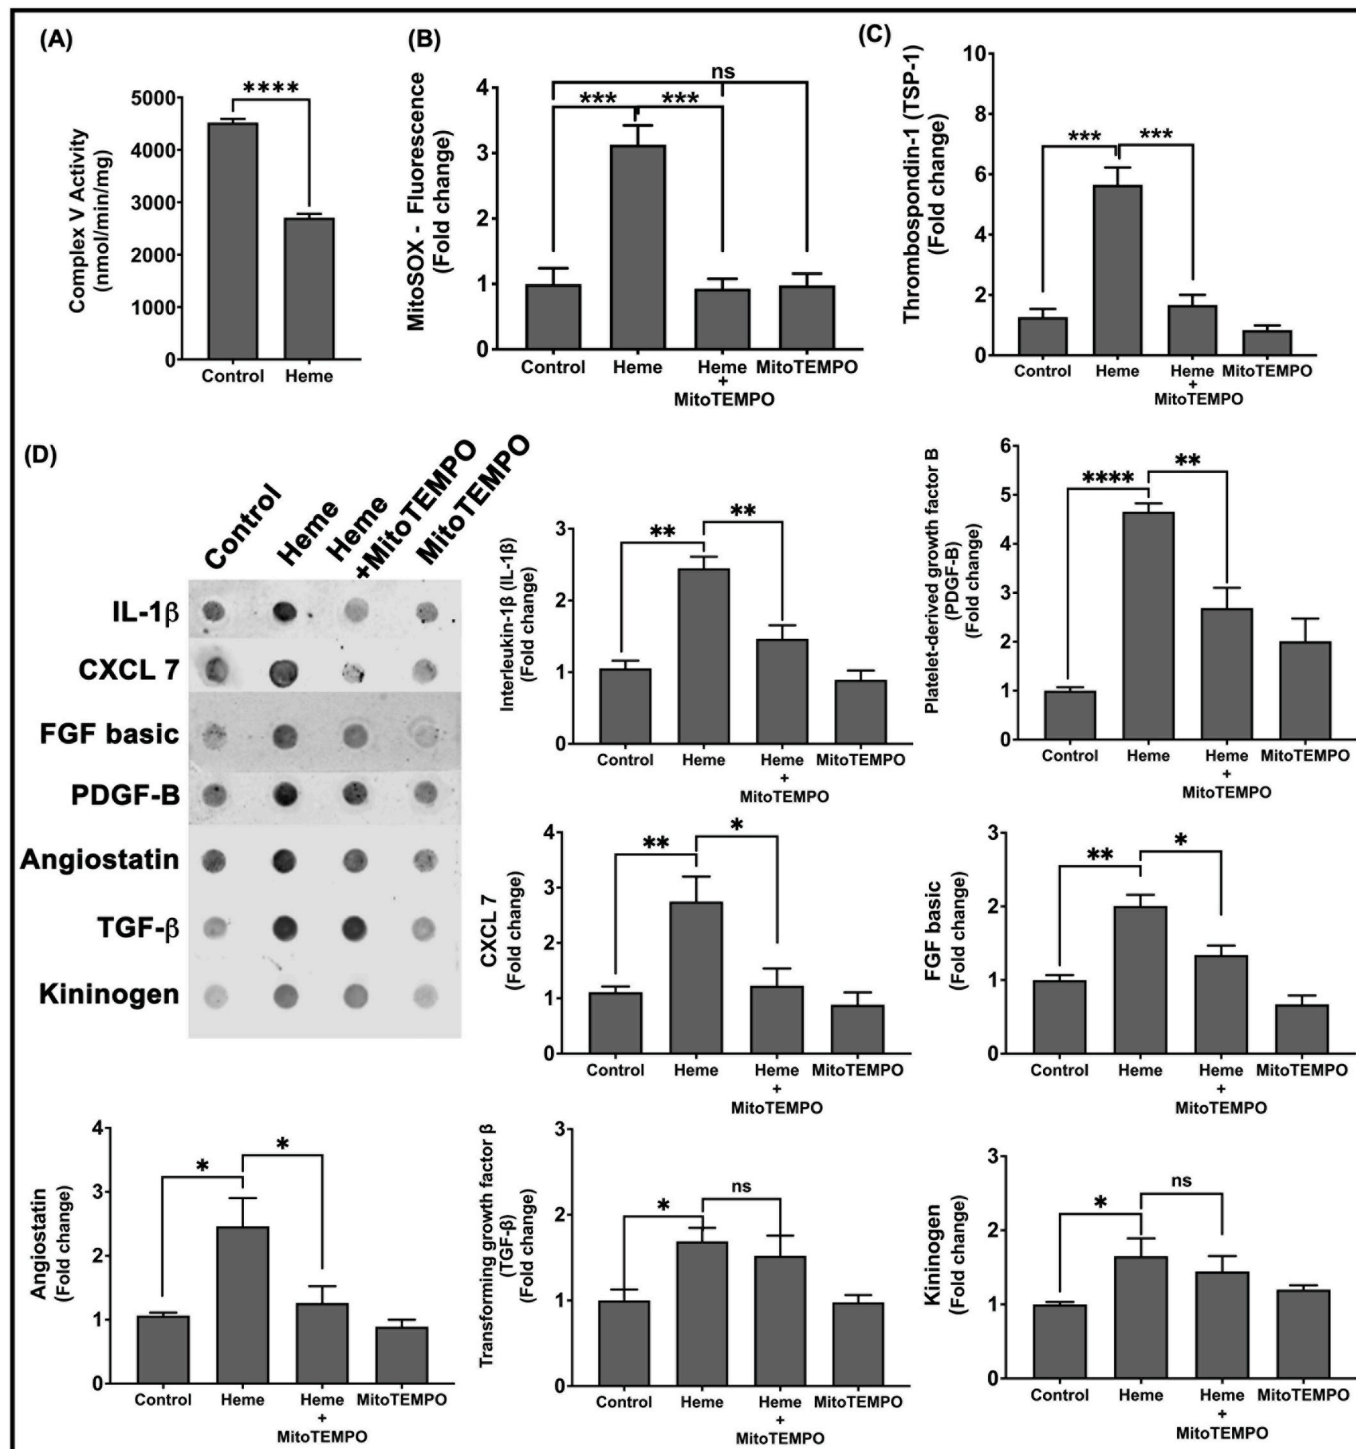 (A)
Complex V Activity
(nmol/min/mg)
5000
4000
3000
2000
1000
0
****
Control
Heme
(B)
MitoSOX - Fluorescence
(Fold change)
4
3
2
1
0
ns
***
***
Control
Heme
Heme
+
MitoTEMPO
MitoTEMPO
(C)
Thrombospondin-1 (TSP-1)
(Fold change)
10
8
6
4
2
0
***
***
Control
Heme
Heme
+
MitoTEMPO
MitoTEMPO
(D)
Control
Heme
Heme
+MitoTEMPO
MitoTEMPO
IL-1β
CXCL 7
FGF basic
PDGF-B
Angiostatin
TGF-β
Kininogen
Interleukin-1β (IL-1β)
(Fold change)
3
2
1
0
**
**
Control
Heme
Heme
+
MitoTEMPO
MitoTEMPO
Platelet-derived growth factor B
(PDGF-B)
(Fold change)
6
5
4
3
2
1
0
****
**
Control
Heme
Heme
+
MitoTEMPO
MitoTEMPO
CXCL 7
(Fold change)
4
3
2
1
0
**
*
Control
Heme
Heme
+
MitoTEMPO
MitoTEMPO
FGF basic
(Fold change)
3
2
1
0
**
*
Control
Heme
Heme
+
MitoTEMPO
MitoTEMPO
Angiostatin
(Fold change)
4
3
2
1
0
*
*
Control
Heme
Heme
+
MitoTEMPO
MitoTEMPO
Transforming growth factor β
(TGF-β)
(Fold change)
3
2
1
0
*
ns
Control
Heme
Heme
+
MitoTEMPO
MitoTEMPO
Kininogen
(Fold change)
3
2
1
0
*
ns
Control
Heme
Heme
+
MitoTEMPO
MitoTEMPO